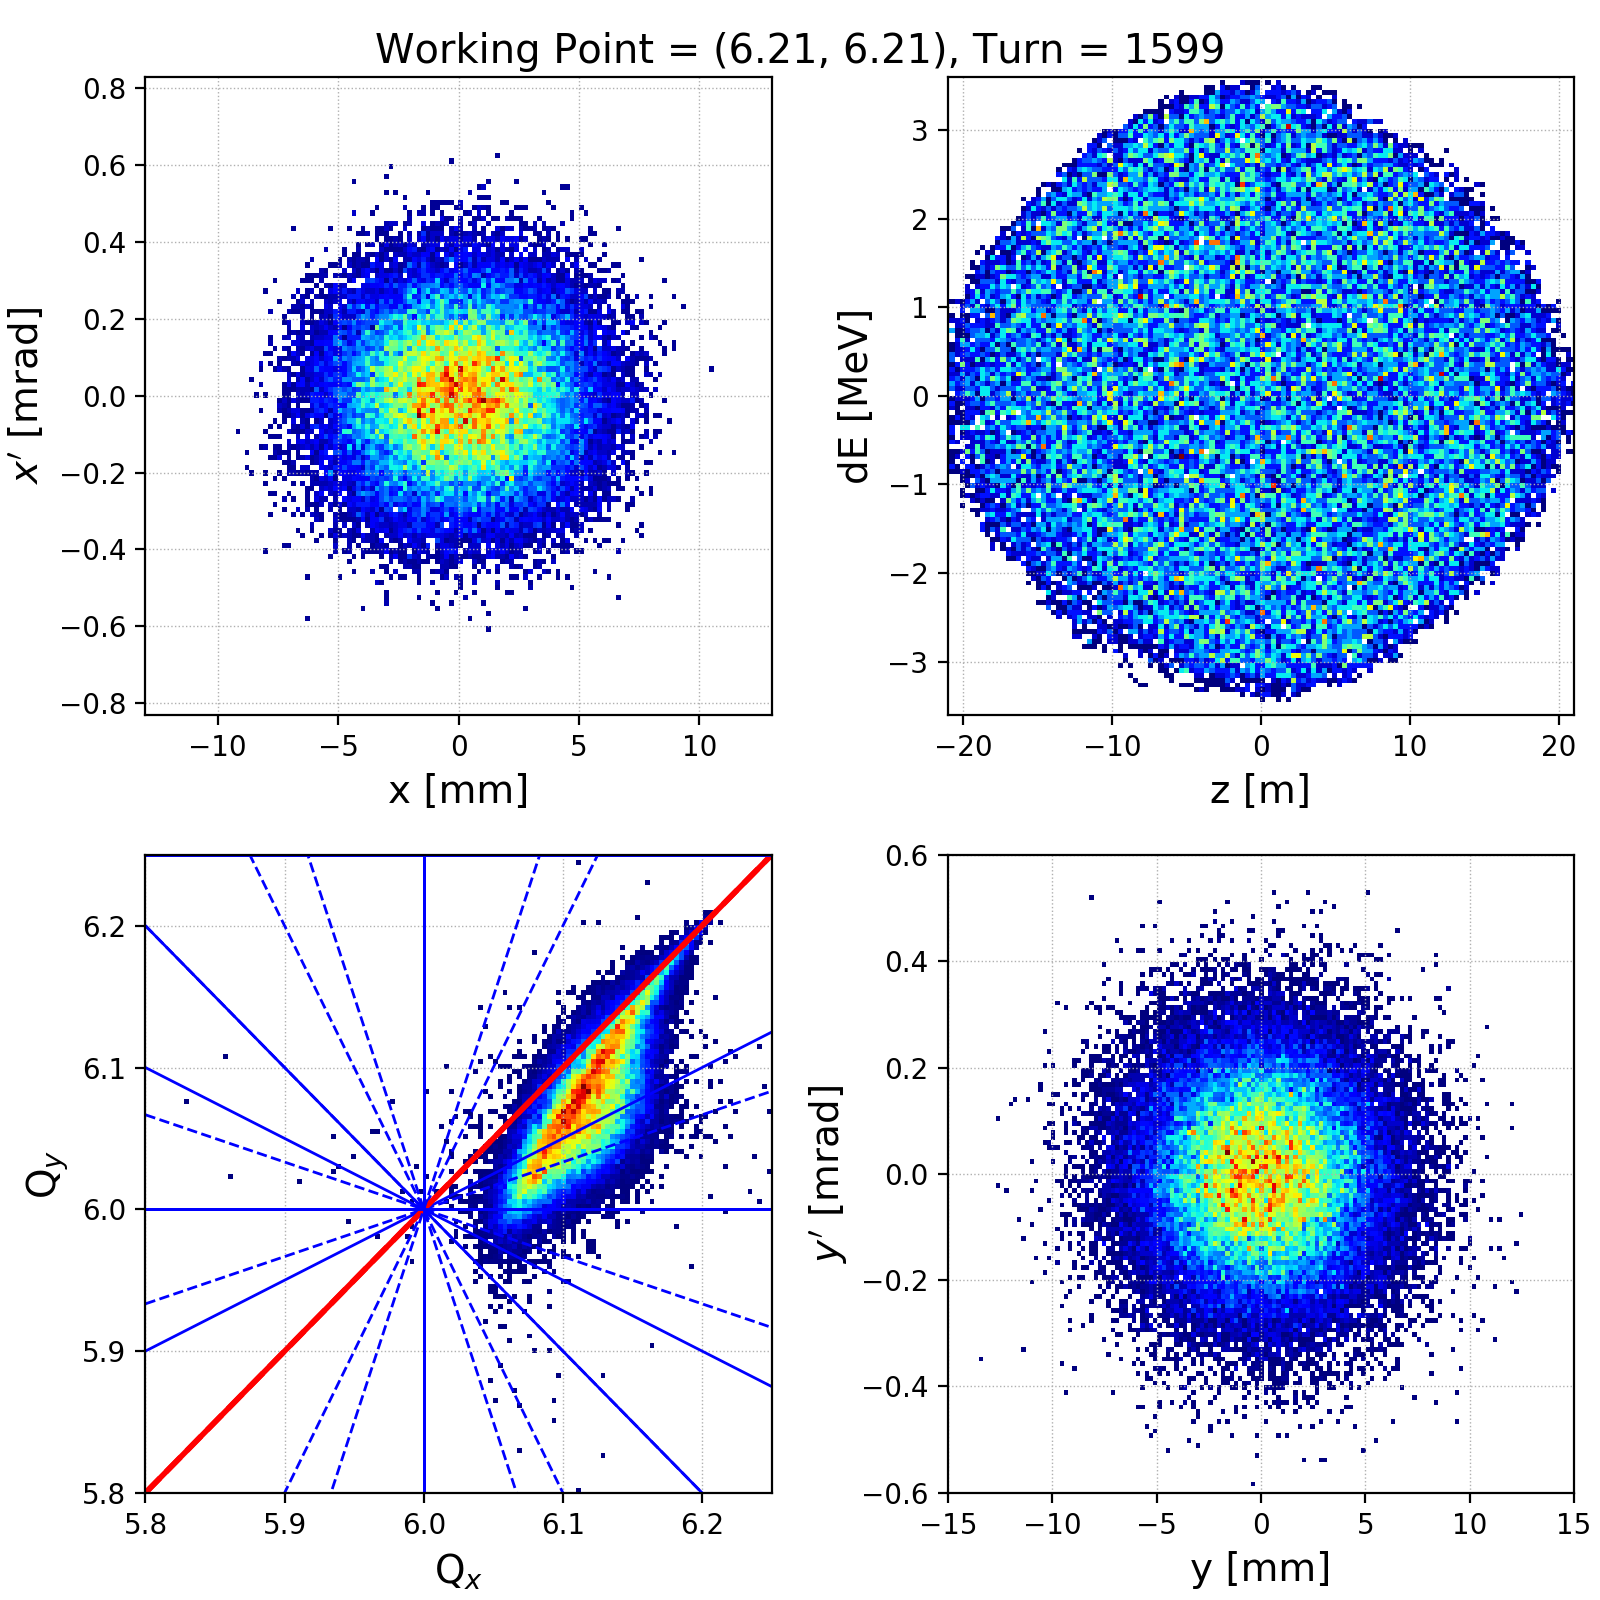 Working Point = (6.21, 6.21), Turn = 1599
0.8
0.6
0.4
0.2
0.0
−0.2
−0.4
−0.6
−0.8
x′ [mrad]
−10 −5 0 5 10
x [mm]
3
2
1
0
−1
−2
−3
dE [MeV]
−20 −10 0 10 20
z [m]
6.2
6.1
6.0
5.9
5.8
Qy
5.8 5.9 6.0 6.1 6.2
Qx
0.6
0.4
0.2
0.0
−0.2
−0.4
−0.6
y′ [mrad]
−15 −10 −5 0 5 10 15
y [mm]